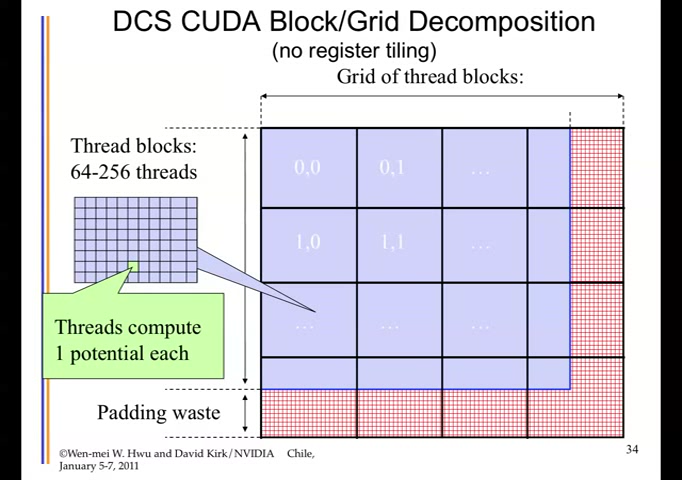 DCS CUDA Block/Grid Decomposition
(no register tiling)
Grid of thread blocks:
Thread blocks:
64-256 threads
0,0
0,1
...
1,0
1,1
...
...
...
...
Threads compute
1 potential each
Padding waste
©Wen-mei W. Hwu and David Kirk/NVIDIA Chile,
January 5-7, 2011
34